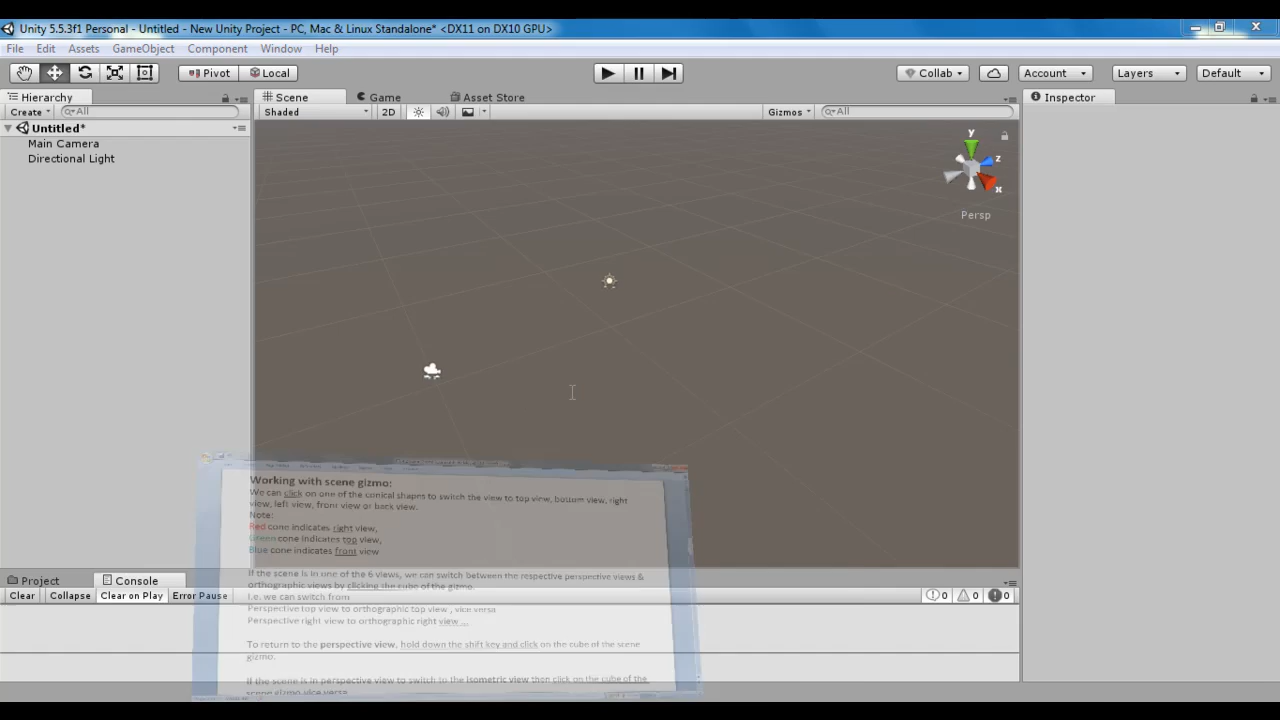 Unity 5.5.3f1 Personal - Untitled - New Unity Project - PC, Mac & Linux Standalone* <DX11 on DX10 GPU>
File Edit Assets GameObject Component Window Help
Pivot Local Collab Account Layers Default
Hierarchy Scene Game Asset Store Inspector
Create All Shaded 2D Gizmos All
Untitled*
Main Camera
Directional Light
y
z
x
Persp
Working with scene gizmo:
We can click on one of the conical shapes to switch the view to top view, bottom view, right
view, left view, front view or back view.
Note:
Red cone indicates right view,
Green cone indicates top view,
Blue cone indicates front view
If the scene is in one of the 6 views, we can switch between the respective perspective views &
orthographic views by clicking the cube of the gizmo.
I.e. we can switch from
Perspective top view to orthographic top view , vice versa
Perspective right view to orthographic right view ...
To return to the perspective view, hold down the shift key and click on the cube of the scene
gizmo.
If the scene is in perspective view to switch to the isometric view then click on the cube of the
scene gizmo vice versa
Project Console
Clear Collapse Clear on Play Error Pause 0 0 0